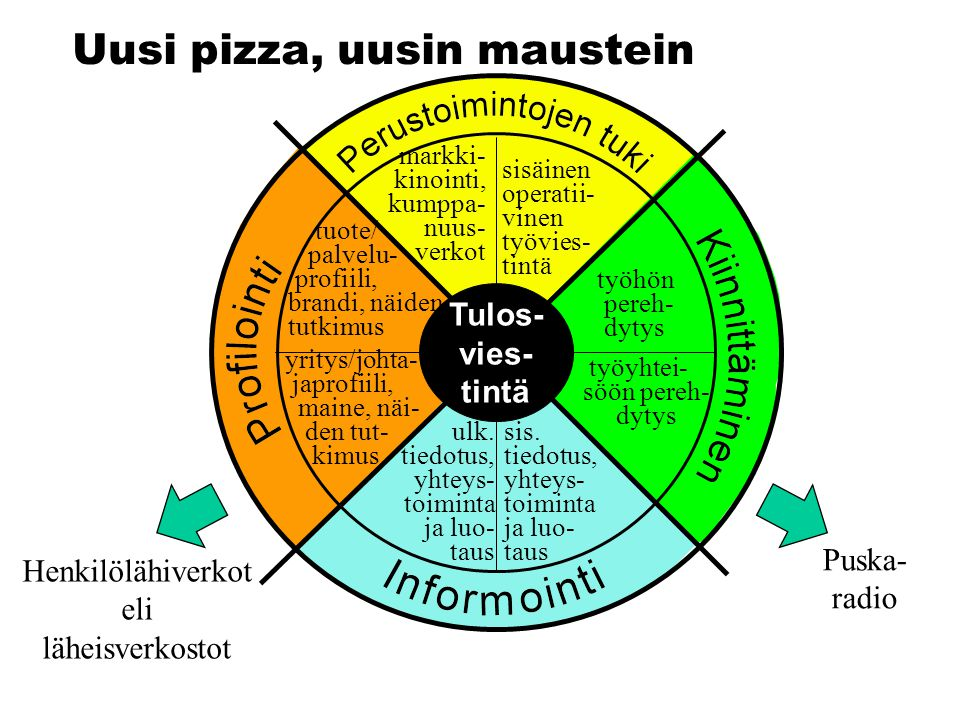 Uusi pizza, uusin maustein
Perustoimintojen tuki
markki-
kinointi,
kumppa-
nuus-
verkot
sisäinen
operatii-
vinen
työvies-
tintä
Profilointi
tuote/
palvelu-
profiili,
brandi, näiden
tutkimus
yritys/johta-
japrofiili,
maine, näi-
den tut-
kimus
Tulos-
vies-
tintä
Kiinnittäminen
työhön
pereh-
dytys
työyhtei-
söön pereh-
dytys
ulk.
tiedotus,
yhteys-
toiminta
ja luo-
taus
sis.
tiedotus,
yhteys-
toiminta
ja luo-
taus
Informointi
Henkilölähiverkot
eli
läheisverkostot
Puska-
radio